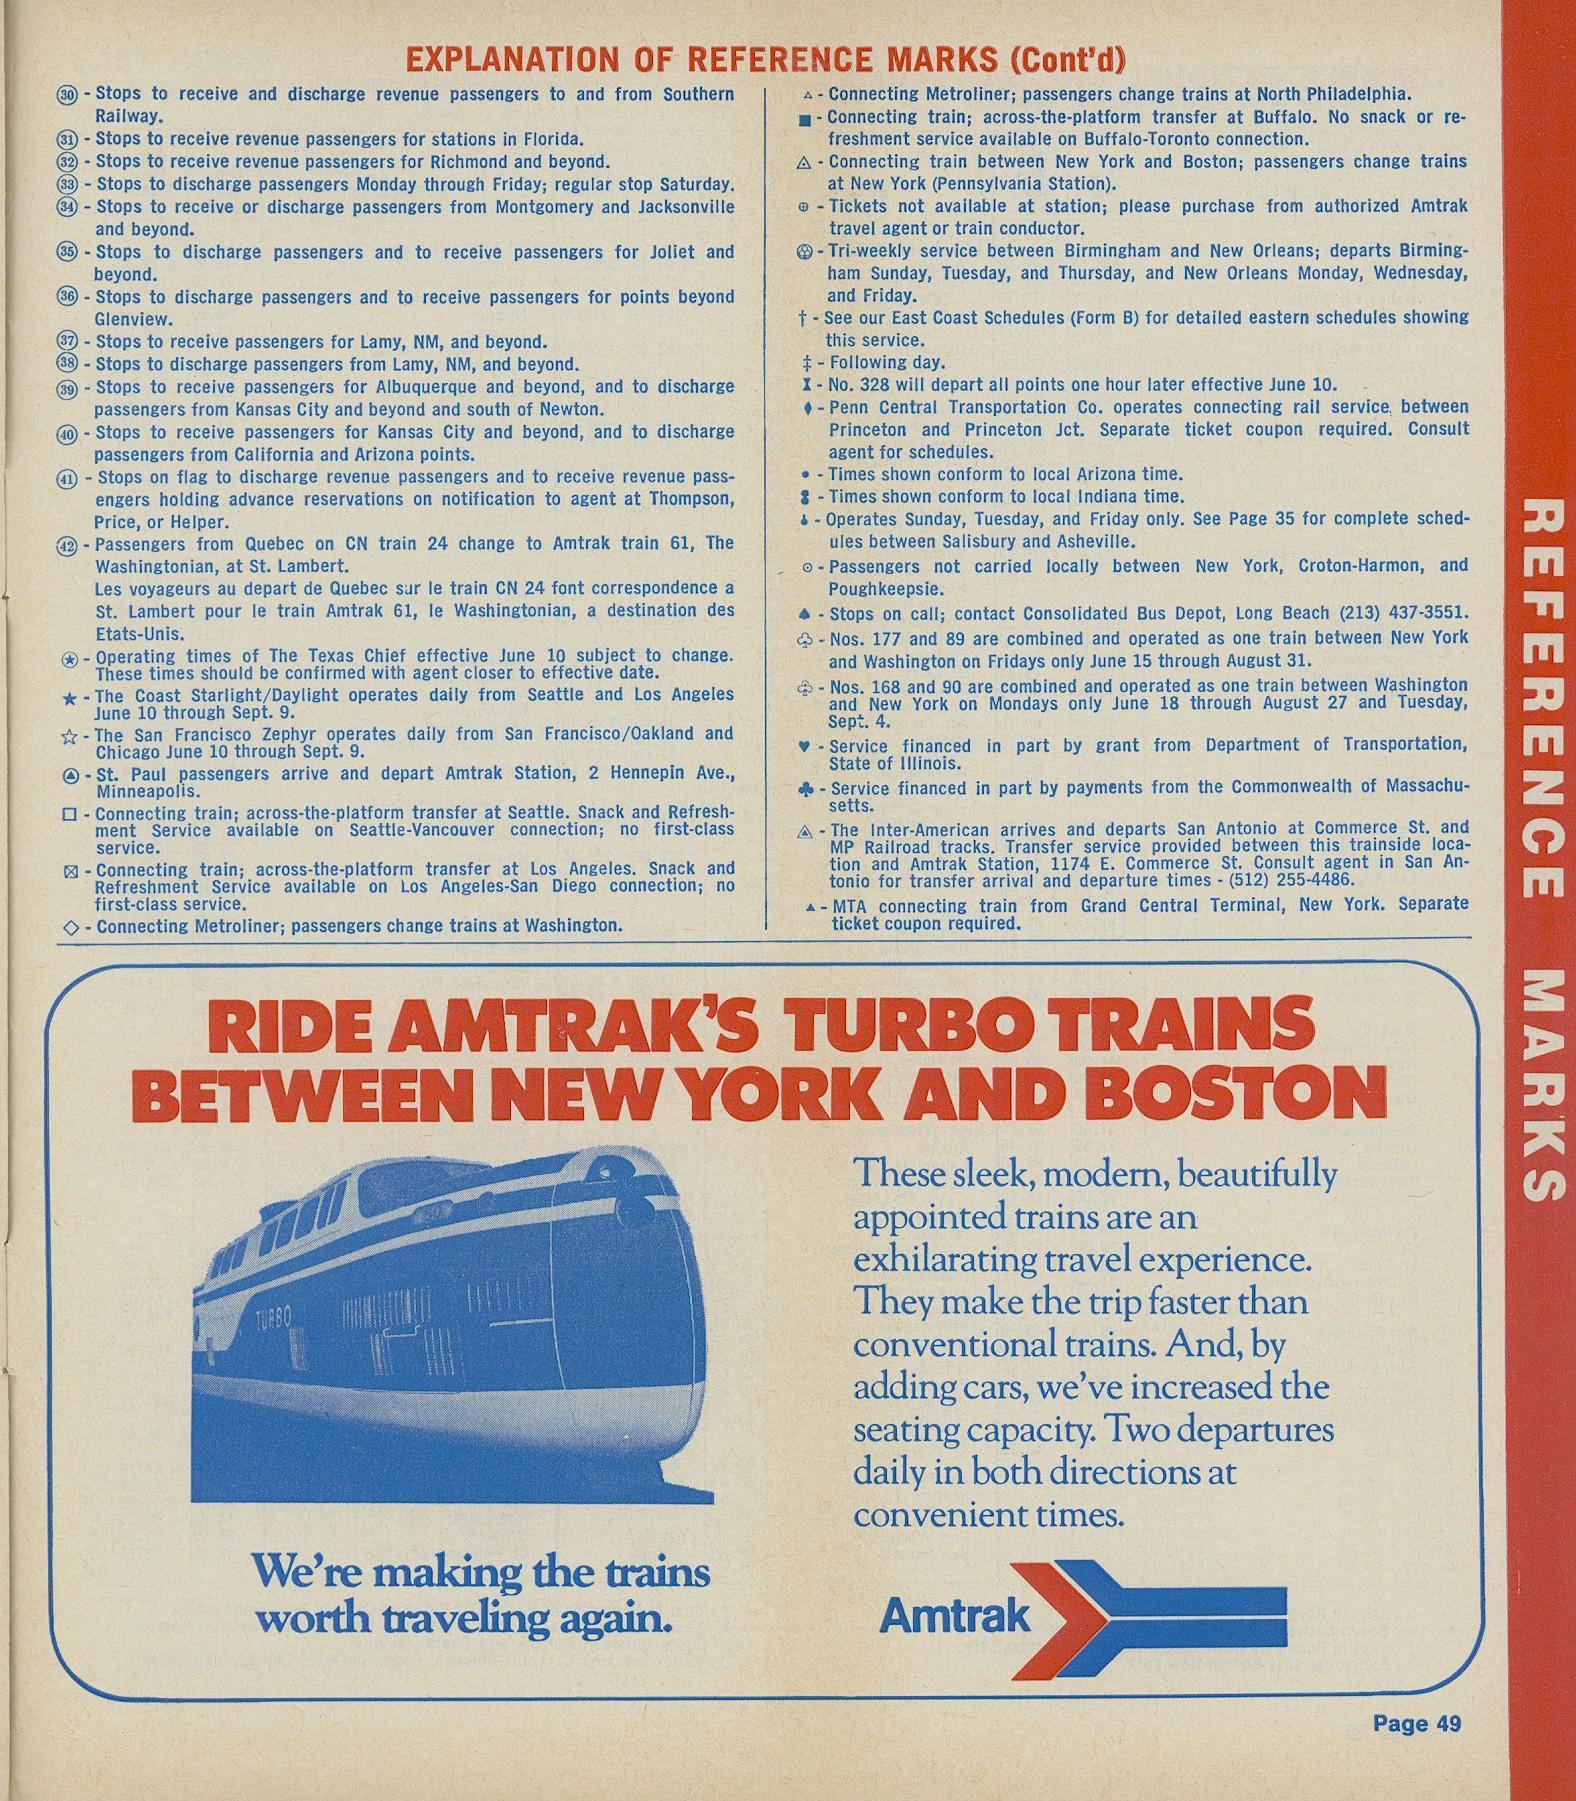 EXPLANATION OF REFERENCE MARKS (Cont'd)
㉚ - Stops to receive and discharge revenue passengers to and from Southern
Railway.
㉛ - Stops to receive revenue passengers for stations in Florida.
㉜ - Stops to receive revenue passengers for Richmond and beyond.
㉝ - Stops to discharge passengers Monday through Friday; regular stop Saturday.
㉞ - Stops to receive or discharge passengers from Montgomery and Jacksonville
and beyond.
㉟ - Stops to discharge passengers and to receive passengers for Joliet and
beyond.
㊱ - Stops to discharge passengers and to receive passengers for points beyond
Glenview.
㊲ - Stops to receive passengers for Lamy, NM, and beyond.
㊳ - Stops to discharge passengers from Lamy, NM, and beyond.
㊴ - Stops to receive passengers for Albuquerque and beyond, and to discharge
passengers from Kansas City and beyond and south of Newton.
㊵ - Stops to receive passengers for Kansas City and beyond, and to discharge
passengers from California and Arizona points.
㊶ - Stops on flag to discharge revenue passengers and to receive revenue pass-
engers holding advance reservations on notification to agent at Thompson,
Price, or Helper.
㊷ - Passengers from Quebec on CN train 24 change to Amtrak train 61, The
Washingtonian, at St. Lambert.
Les voyageurs au depart de Quebec sur le train CN 24 font correspondence a
St. Lambert pour le train Amtrak 61, le Washingtonian, a destination des
Etats-Unis.
⍟ - Operating times of The Texas Chief effective June 10 subject to change.
These times should be confirmed with agent closer to effective date.
★ - The Coast Starlight/Daylight operates daily from Seattle and Los Angeles
June 10 through Sept. 9.
☆ - The San Francisco Zephyr operates daily from San Francisco/Oakland and
Chicago June 10 through Sept. 9.
- St. Paul passengers arrive and depart Amtrak Station, 2 Hennepin Ave.,
Minneapolis.
□ - Connecting train; across-the-platform transfer at Seattle. Snack and Refresh-
ment Service available on Seattle-Vancouver connection; no first-class
service.
⊠ - Connecting train; across-the-platform transfer at Los Angeles. Snack and
Refreshment Service available on Los Angeles-San Diego connection; no
first-class service.
◇ - Connecting Metroliner; passengers change trains at Washington.
▵ - Connecting Metroliner; passengers change trains at North Philadelphia.
■ - Connecting train; across-the-platform transfer at Buffalo. No snack or re-
freshment service available on Buffalo-Toronto connection.
◬ - Connecting train between New York and Boston; passengers change trains
at New York (Pennsylvania Station).
⊕ - Tickets not available at station; please purchase from authorized Amtrak
travel agent or train conductor.
- Tri-weekly service between Birmingham and New Orleans; departs Birming-
ham Sunday, Tuesday, and Thursday, and New Orleans Monday, Wednesday,
and Friday.
† - See our East Coast Schedules (Form B) for detailed eastern schedules showing
this service.
‡ - Following day.
- No. 328 will depart all points one hour later effective June 10.
♦ - Penn Central Transportation Co. operates connecting rail service between
Princeton and Princeton Jct. Separate ticket coupon required. Consult
agent for schedules.
• - Times shown conform to local Arizona time.
- Times shown conform to local Indiana time.
- Operates Sunday, Tuesday, and Friday only. See Page 35 for complete sched-
ules between Salisbury and Asheville.
⊙ - Passengers not carried locally between New York, Croton-Harmon, and
Poughkeepsie.
♠ - Stops on call; contact Consolidated Bus Depot, Long Beach (213) 437-3551.
♧ - Nos. 177 and 89 are combined and operated as one train between New York
and Washington on Fridays only June 15 through August 31.
- Nos. 168 and 90 are combined and operated as one train between Washington
and New York on Mondays only June 18 through August 27 and Tuesday,
Sept. 4.
♥ - Service financed in part by grant from Department of Transportation,
State of Illinois.
♣ - Service financed in part by payments from the Commonwealth of Massachu-
setts.
- The Inter-American arrives and departs San Antonio at Commerce St. and
MP Railroad tracks. Transfer service provided between this trainside loca-
tion and Amtrak Station, 1174 E. Commerce St. Consult agent in San An-
tonio for transfer arrival and departure times - (512) 255-4486.
▴ - MTA connecting train from Grand Central Terminal, New York. Separate
ticket coupon required.
REFERENCE MARKS
RIDE AMTRAK'S TURBO TRAINS
BETWEEN NEW YORK AND BOSTON
TURBO
We're making the trains
worth traveling again.
These sleek, modern, beautifully
appointed trains are an
exhilarating travel experience.
They make the trip faster than
conventional trains. And, by
adding cars, we've increased the
seating capacity. Two departures
daily in both directions at
convenient times.
Amtrak
Page 49